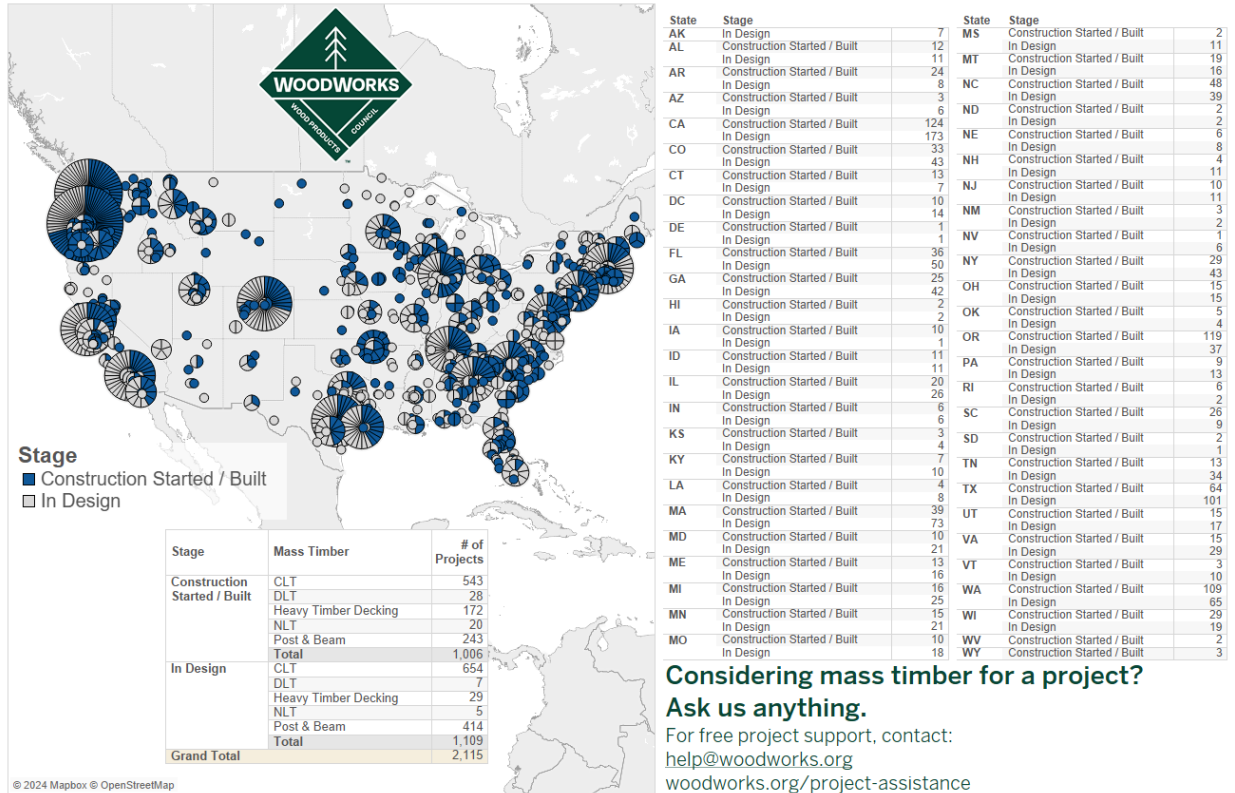 WOODWORKS
WOOD PRODUCTS
COUNCIL
™
Stage
Construction Started / Built
In Design
Stage Mass Timber # of Projects
Construction Started / Built CLT 543
DLT 28
Heavy Timber Decking 172
NLT 20
Post & Beam 243
Total 1,006
In Design CLT 654
DLT 7
Heavy Timber Decking 29
NLT 5
Post & Beam 414
Total 1,109
Grand Total 2,115
© 2024 Mapbox © OpenStreetMap
State Stage
AK In Design 7
AL Construction Started / Built 12
In Design 11
AR Construction Started / Built 24
In Design 8
AZ Construction Started / Built 3
In Design 6
CA Construction Started / Built 124
In Design 173
CO Construction Started / Built 33
In Design 43
CT Construction Started / Built 13
In Design 7
DC Construction Started / Built 10
In Design 14
DE Construction Started / Built 1
In Design 1
FL Construction Started / Built 36
In Design 50
GA Construction Started / Built 25
In Design 42
HI Construction Started / Built 2
In Design 2
IA Construction Started / Built 10
In Design 1
ID Construction Started / Built 11
In Design 11
IL Construction Started / Built 20
In Design 26
IN Construction Started / Built 6
In Design 6
KS Construction Started / Built 3
In Design 4
KY Construction Started / Built 7
In Design 10
LA Construction Started / Built 4
In Design 8
MA Construction Started / Built 39
In Design 73
MD Construction Started / Built 10
In Design 21
ME Construction Started / Built 13
In Design 16
MI Construction Started / Built 16
In Design 25
MN Construction Started / Built 15
In Design 21
MO Construction Started / Built 10
In Design 18
State Stage
MS Construction Started / Built 2
In Design 11
MT Construction Started / Built 19
In Design 16
NC Construction Started / Built 48
In Design 39
ND Construction Started / Built 2
In Design 2
NE Construction Started / Built 6
In Design 8
NH Construction Started / Built 4
In Design 11
NJ Construction Started / Built 10
In Design 11
NM Construction Started / Built 3
In Design 2
NV Construction Started / Built 1
In Design 6
NY Construction Started / Built 29
In Design 43
OH Construction Started / Built 15
In Design 15
OK Construction Started / Built 5
In Design 4
OR Construction Started / Built 119
In Design 37
PA Construction Started / Built 9
In Design 13
RI Construction Started / Built 6
In Design 2
SC Construction Started / Built 26
In Design 9
SD Construction Started / Built 2
In Design 1
TN Construction Started / Built 13
In Design 34
TX Construction Started / Built 64
In Design 101
UT Construction Started / Built 15
In Design 17
VA Construction Started / Built 15
In Design 29
VT Construction Started / Built 3
In Design 10
WA Construction Started / Built 109
In Design 65
WI Construction Started / Built 29
In Design 19
WV Construction Started / Built 2
WY Construction Started / Built 3
Considering mass timber for a project?
Ask us anything.
For free project support, contact:
help@woodworks.org
woodworks.org/project-assistance